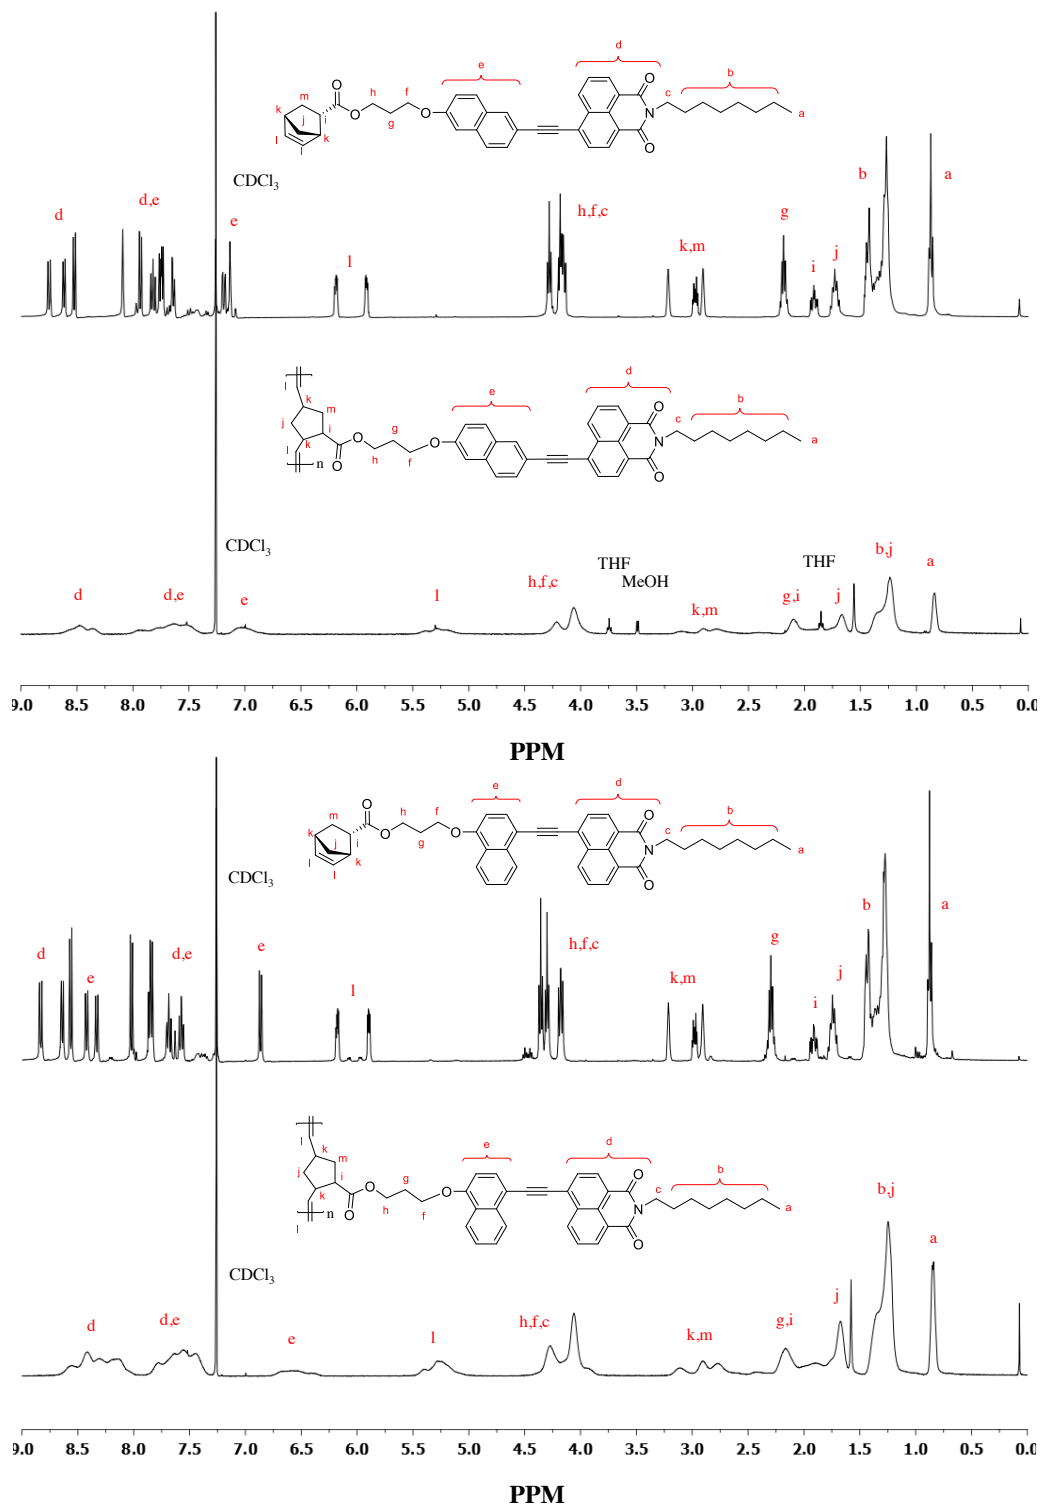 d
e
b
O
m
h
f
c
k
O
O
j
i
g
N
a
k
O
l
l
O
CDCl3
b
a
d,e
d
h,f,c
g
e
k,m
j
l
i
d
l
e
b
k
m
j
g
c
O
i
O
O
N
a
l
k
n
O
h
f
O
CDCl3
THF
THF
b,j
MeOH
a
d
d,e
h,f,c
g,i
j
e
l
k,m
9.0 8.5 8.0 7.5 7.0 6.5 6.0 5.5 5.0 4.5 4.0 3.5 3.0 2.5 2.0 1.5 1.0 0.5 0.0
PPM
e
d
b
O
m
h
f
c
k
O
O
j
i
g
N
a
k
O
l
l
O
CDCl3
b
a
g
d
e
h,f,c
d,e
k,m
j
e
l
i
l
d
e
b
k
m
j
g
c
O
i
O
O
N
a
k
n
l
O
h
f
O
CDCl3
b,j
a
d
d,e
h,f,c
j
e
l
k,m
g,i
9.0 8.5 8.0 7.5 7.0 6.5 6.0 5.5 5.0 4.5 4.0 3.5 3.0 2.5 2.0 1.5 1.0 0.5 0.0
PPM